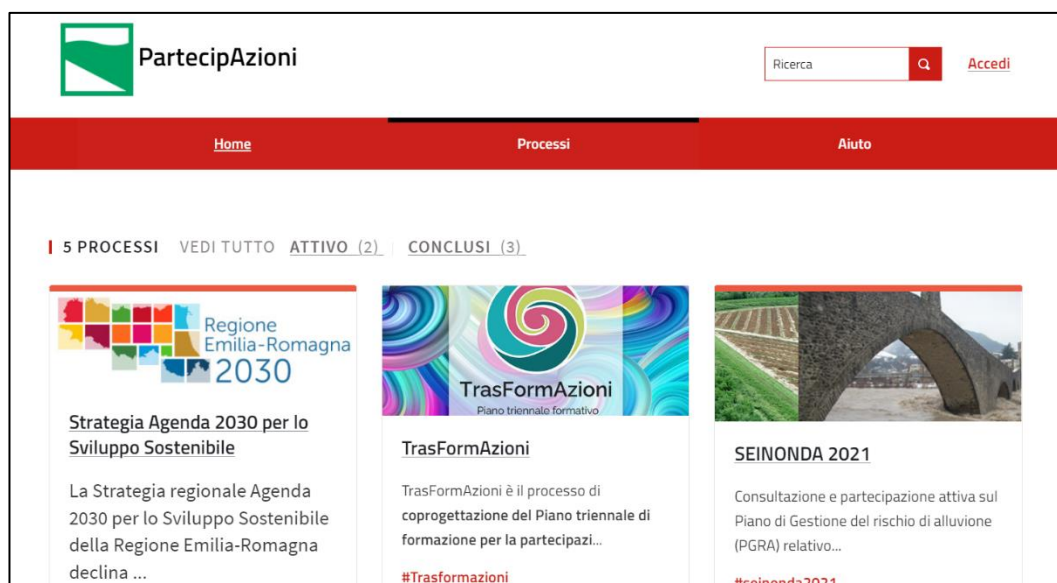 PartecipAzioni
Ricerca
Accedi
Home
Processi
Aiuto
5 PROCESSI VEDI TUTTO ATTIVO (2) CONCLUSI (3)
Regione
Emilia-Romagna
2030
Strategia Agenda 2030 per lo
Sviluppo Sostenibile
La Strategia regionale Agenda
2030 per lo Sviluppo Sostenibile
della Regione Emilia-Romagna
declina ...
TrasFormAzioni
Piano triennale formativo
TrasFormAzioni
TrasFormAzioni è il processo di
coprogettazione del Piano triennale di
formazione per la partecipazi...
#Trasformazioni
SEINONDA 2021
Consultazione e partecipazione attiva sul
Piano di Gestione del rischio di alluvione
(PGRA) relativo...
#seinonda2021